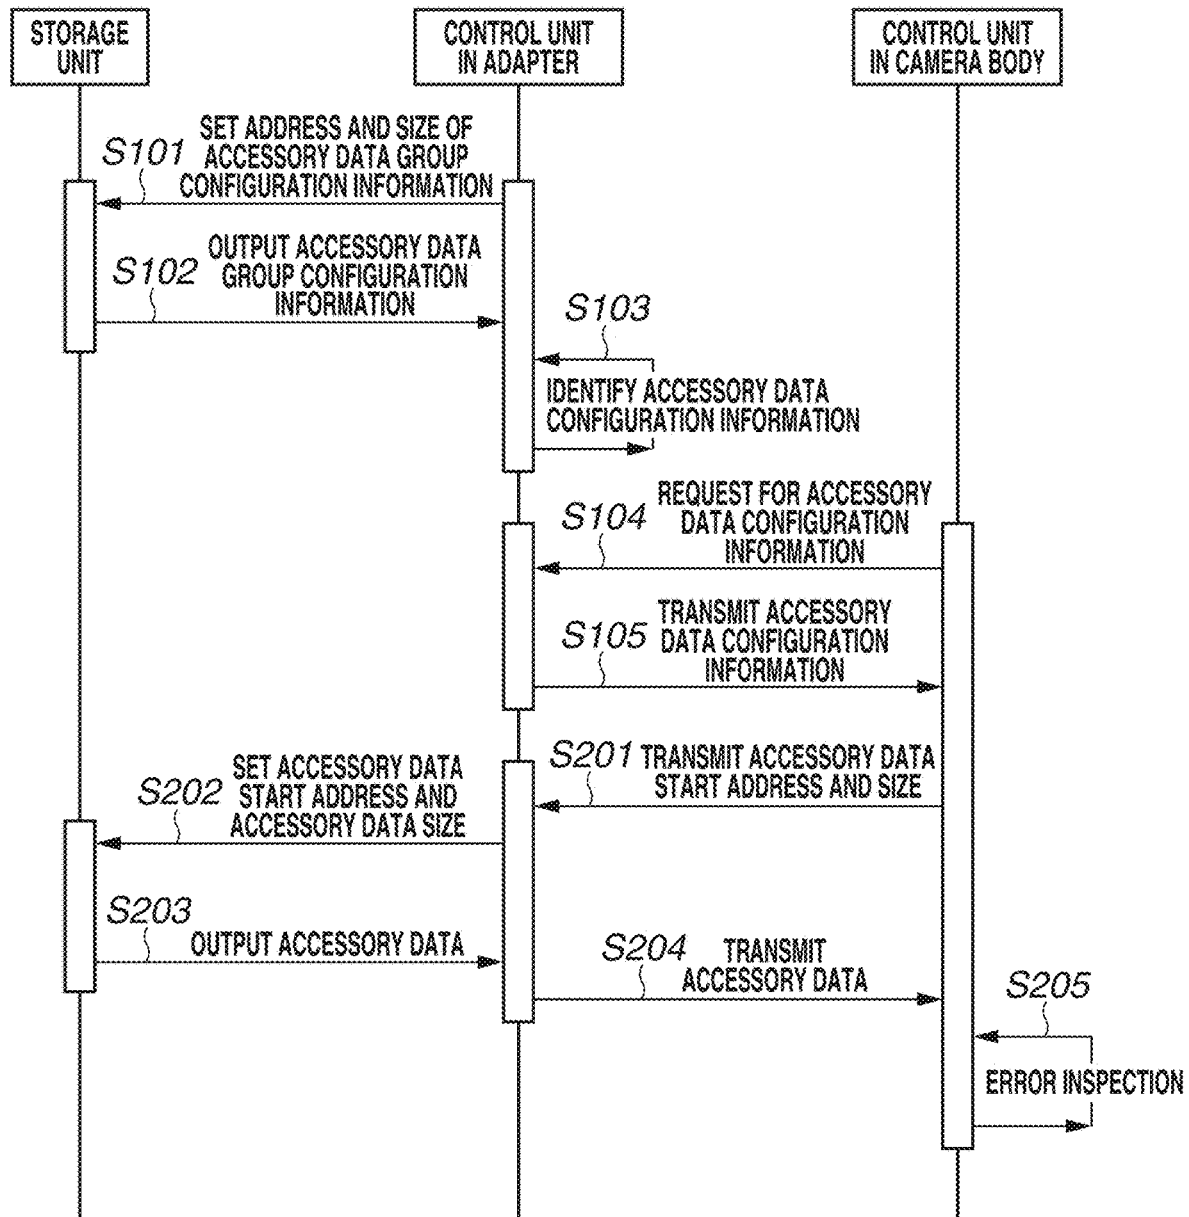 STORAGE
UNIT
CONTROL UNIT
IN ADAPTER
CONTROL UNIT
IN CAMERA BODY
S101
SET ADDRESS AND SIZE OF
ACCESSORY DATA GROUP
CONFIGURATION INFORMATION
S102
OUTPUT ACCESSORY DATA
GROUP CONFIGURATION
INFORMATION
S103
IDENTIFY ACCESSORY DATA
CONFIGURATION INFORMATION
S104
REQUEST FOR ACCESSORY
DATA CONFIGURATION
INFORMATION
S105
TRANSMIT ACCESSORY
DATA CONFIGURATION
INFORMATION
S201
TRANSMIT ACCESSORY DATA
START ADDRESS AND SIZE
S202
SET ACCESSORY DATA
START ADDRESS AND
ACCESSORY DATA SIZE
S203
OUTPUT ACCESSORY DATA
S204
TRANSMIT
ACCESSORY DATA
S205
ERROR INSPECTION